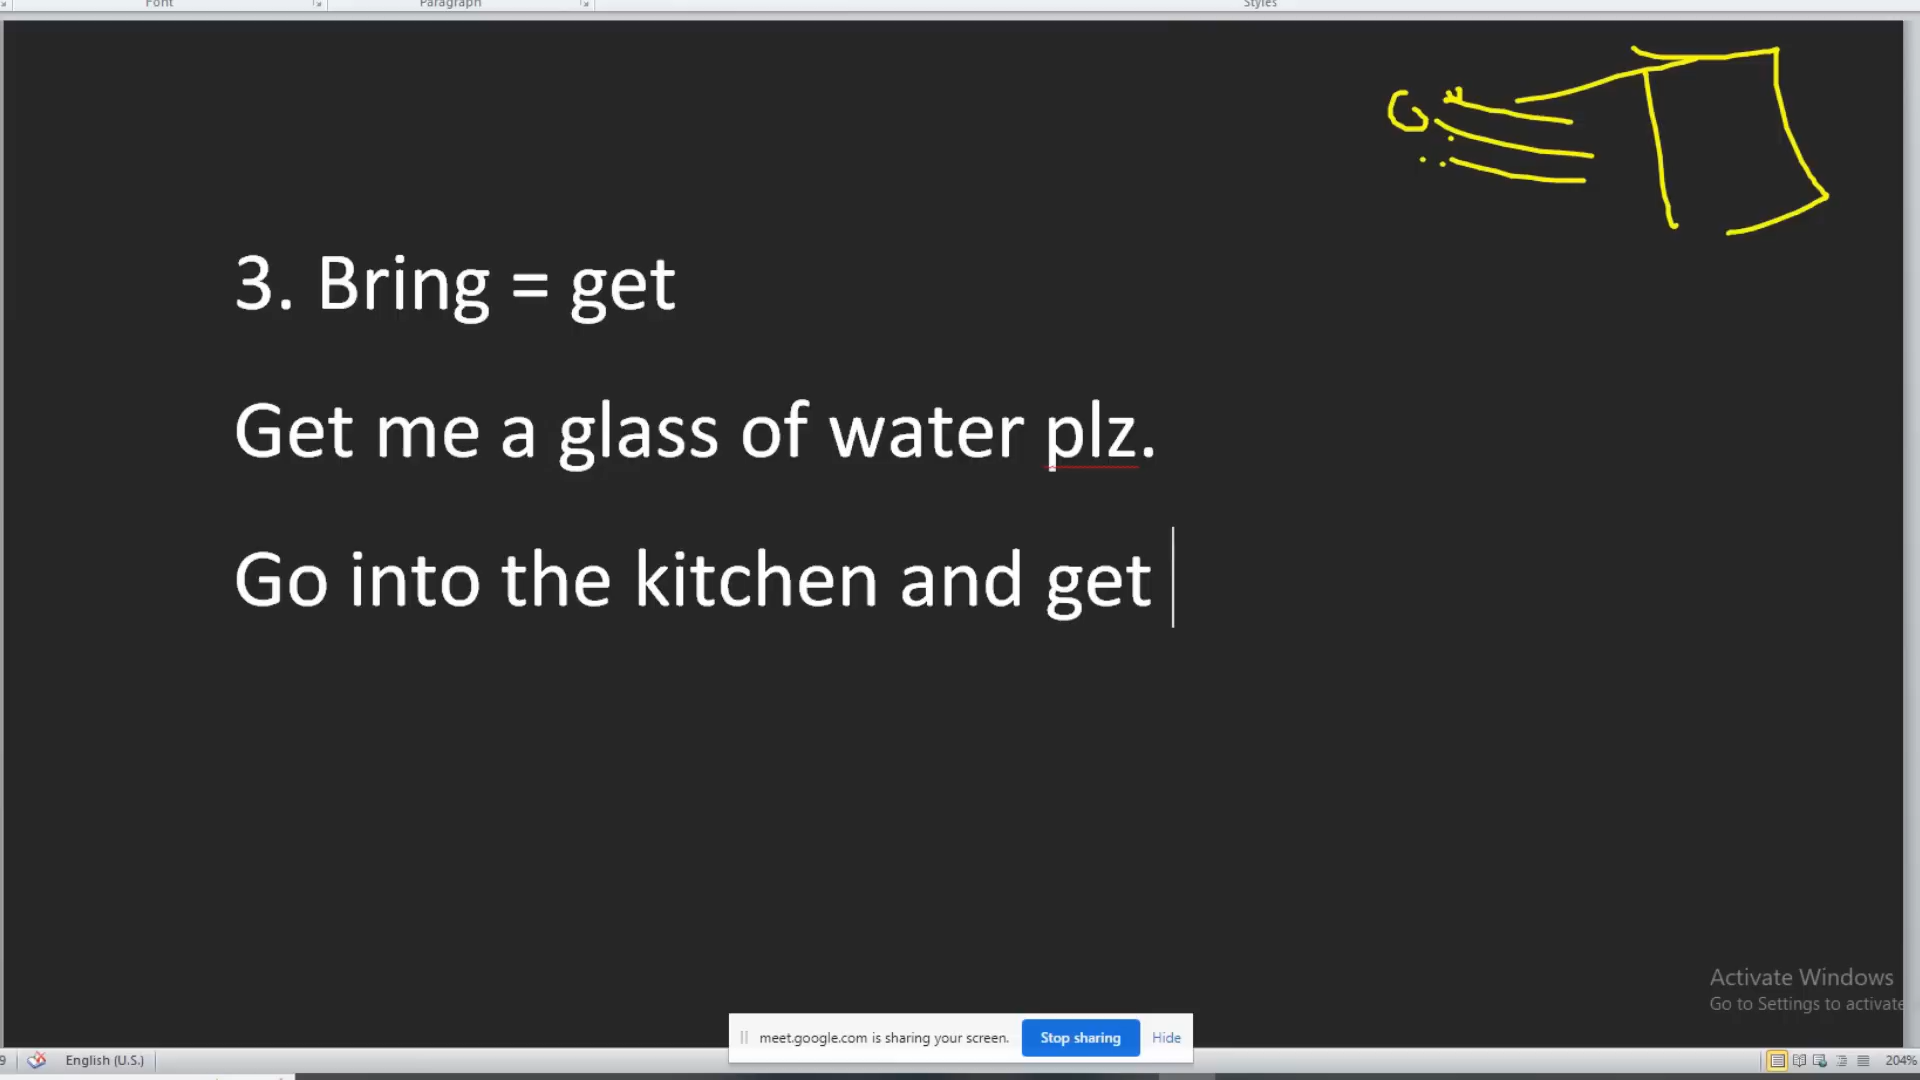 Font Paragraph Styles
3. Bring = get
Get me a glass of water plz.
Go into the kitchen and get
Activate Windows
Go to Settings to activate
meet.google.com is sharing your screen. Stop sharing Hide
9 English (U.S.) 204%